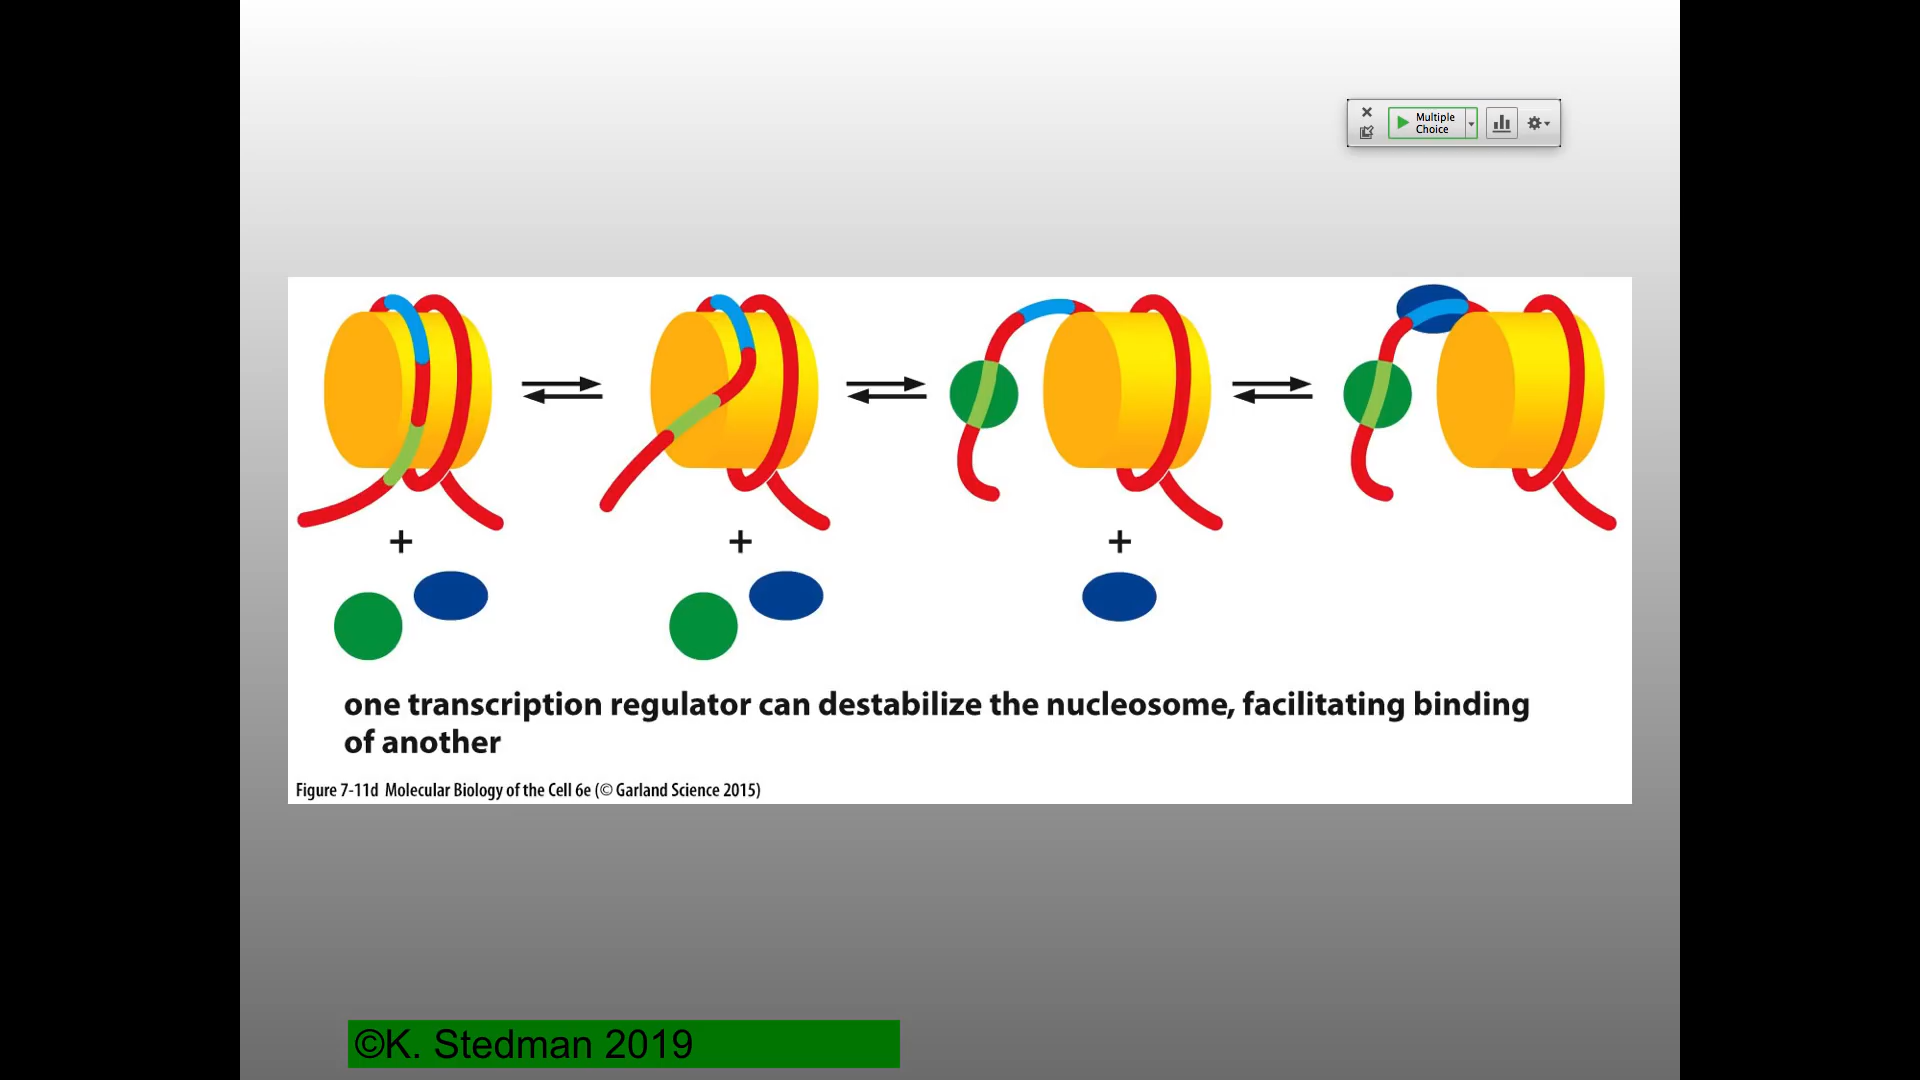 Multiple
Choice
+
+
+
one transcription regulator can destabilize the nucleosome, facilitating binding
of another
Figure 7-11d Molecular Biology of the Cell 6e (© Garland Science 2015)
©K. Stedman 2019